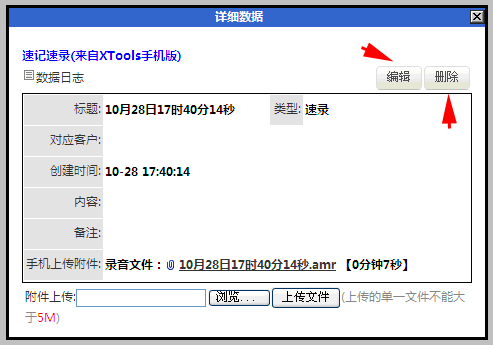 详细数据
速记速录(来自XTools手机版)
数据日志 编辑 删除
标题: 10月28日17时40分14秒 类型: 速录
对应客户:
创建时间: 10-28 17:40:14
内容:
备注:
手机上传附件: 录音文件： 10月28日17时40分14秒.amr 【0分钟7秒】
附件上传: 浏览... 上传文件 (上传的单一文件不能大
于5M)